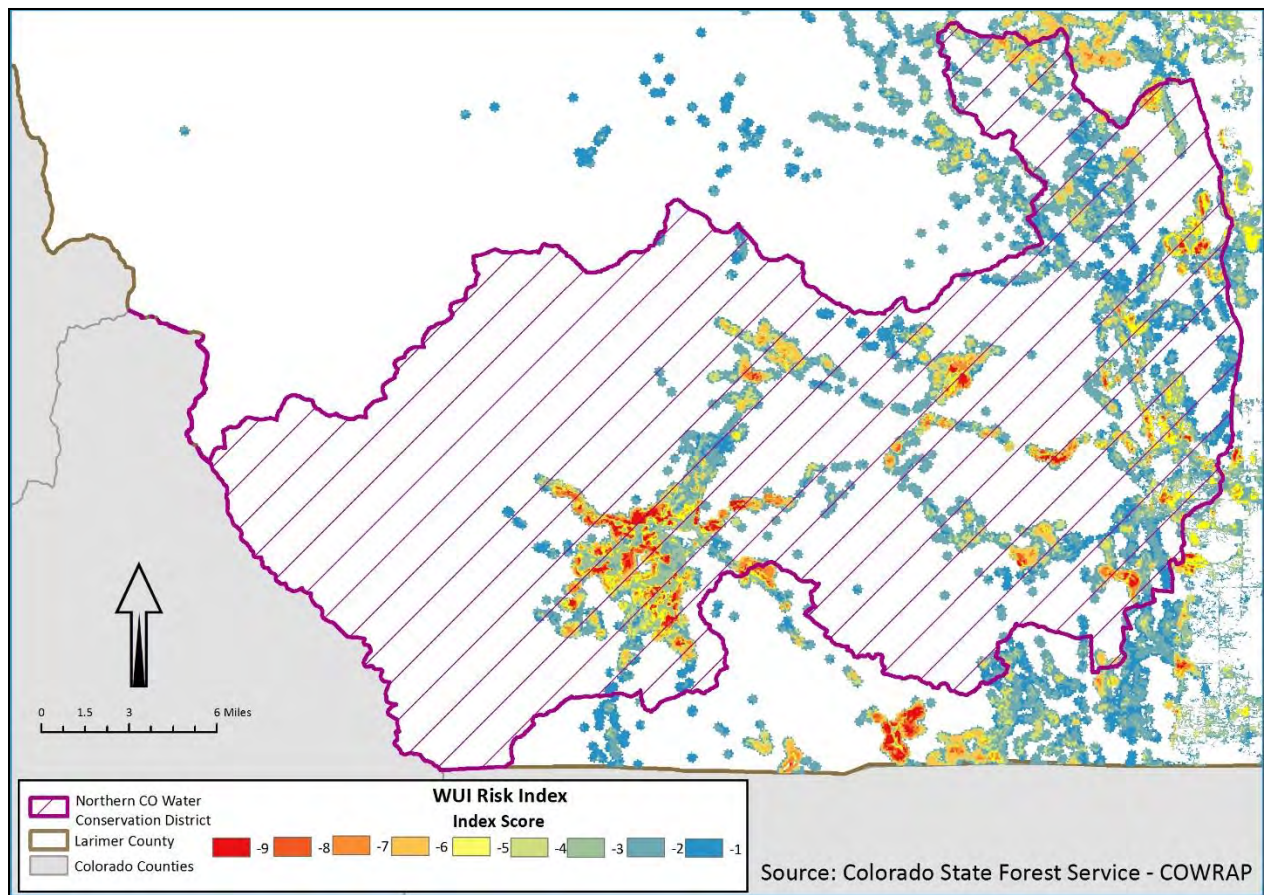 0 1.5 3 6 Miles
Northern CO Water
Conservation District
Larimer County
Colorado Counties
WUI Risk Index
Index Score
-9 -8 -7 -6 -5 -4 -3 -2 -1
Source: Colorado State Forest Service - COWRAP